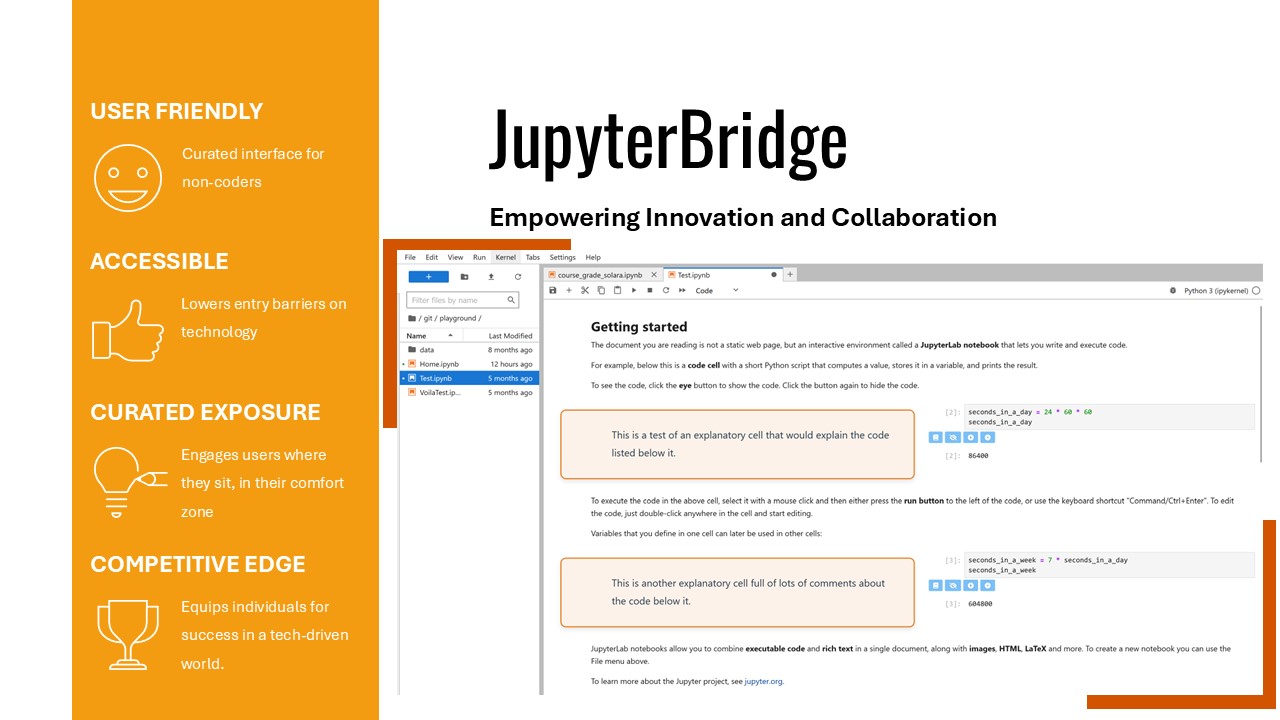 USER FRIENDLY
Curated interface for
non-coders
ACCESSIBLE
Lowers entry barriers on
technology
CURATED EXPOSURE
Engages users where
they sit, in their comfort
zone
COMPETITIVE EDGE
Equips individuals for
success in a tech-driven
world.
JupyterBridge
Empowering Innovation and Collaboration
File Edit View Run Kernel Tabs Settings Help
+
Filter files by name
/ git / playground /
Name Last Modified
data 8 months ago
Home.ipynb 12 hours ago
Test.ipynb 5 months ago
VoilaTest.ip... 5 months ago
course_grade_solara.ipynb × Test.ipynb +
Code Python 3 (ipykernel)
Getting started
The document you are reading is not a static web page, but an interactive environment called a JupyterLab notebook that lets you write and execute code.
For example, below this is a code cell with a short Python script that computes a value, stores it in a variable, and prints the result.
To see the code, click the eye button to show the code. Click the button again to hide the code.
This is a test of an explanatory cell that would explain the code
listed below it.
[2]: seconds_in_a_day = 24 * 60 * 60
seconds_in_a_day
[2]: 86400
To execute the code in the above cell, select it with a mouse click and then either press the run button to the left of the code, or use the keyboard shortcut "Command/Ctrl+Enter". To edit
the code, just double-click anywhere in the cell and start editing.
Variables that you define in one cell can later be used in other cells:
This is another explanatory cell full of lots of comments about
the code below it.
[3]: seconds_in_a_week = 7 * seconds_in_a_day
seconds_in_a_week
[3]: 604800
JupyterLab notebooks allow you to combine executable code and rich text in a single document, along with images, HTML, LaTeX and more. To create a new notebook you can use the
File menu above.
To learn more about the Jupyter project, see jupyter.org.